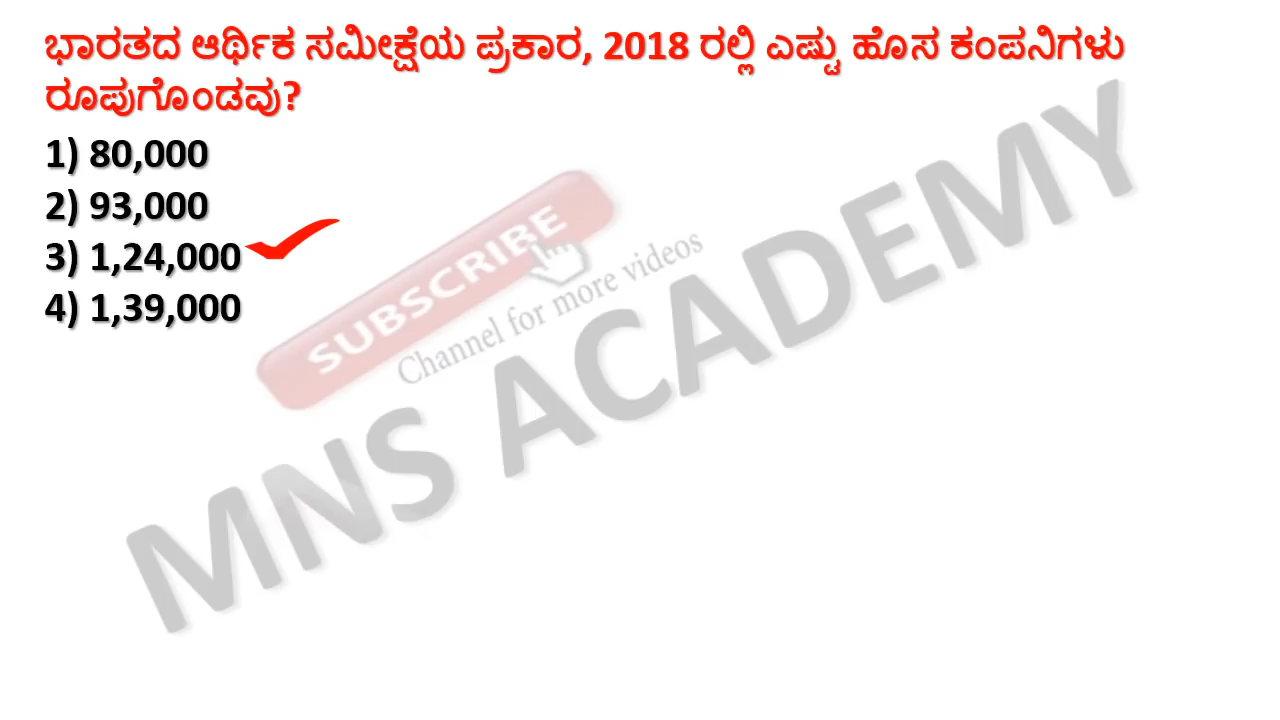 ಭಾರತದ ಆರ್ಥಿಕ ಸಮೀಕ್ಷೆಯ ಪ್ರಕಾರ, 2018 ರಲ್ಲಿ ಎಷ್ಟು ಹೊಸ ಕಂಪನಿಗಳು
ರೂಪುಗೊಂಡವು?
1) 80,000
2) 93,000
3) 1,24,000
4) 1,39,000
SUBSCRIBE
Channel for more videos
MNS ACADEMY